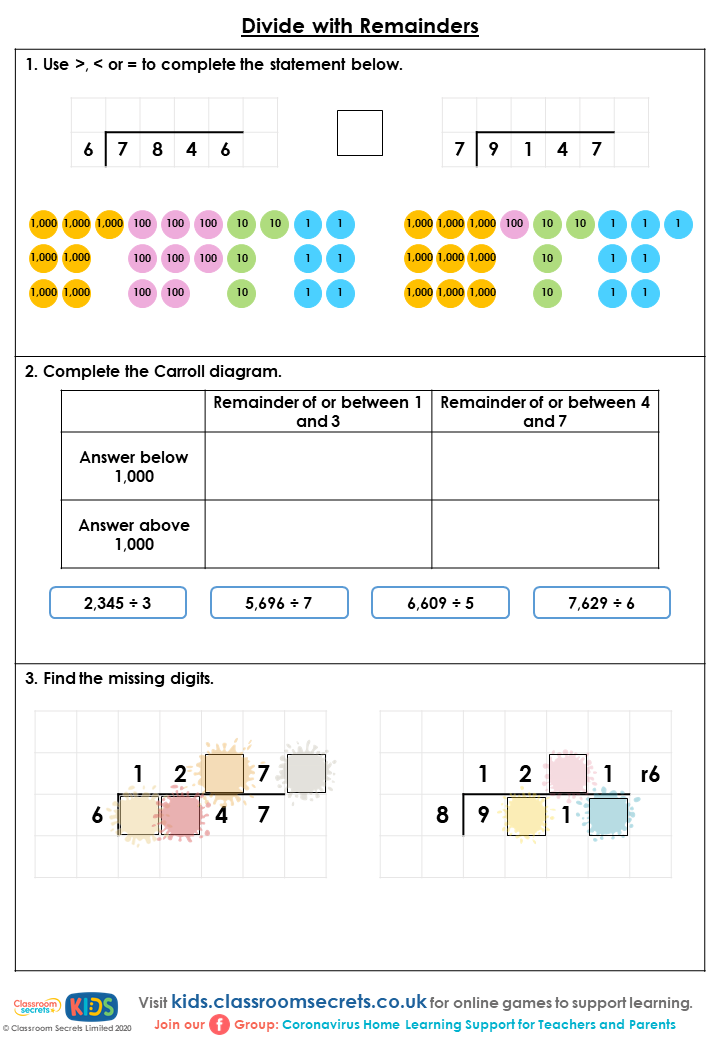 Divide with Remainders
1. Use >, < or = to complete the statement below.
6 7 8 4 6
7 9 1 4 7
1,000 1,000 1,000 100 100 100 10 10 1 1
1,000 1,000 100 100 100 10 1 1
1,000 1,000 100 100 10 1 1
1,000 1,000 1,000 100 10 10 1 1 1
1,000 1,000 1,000 10 1 1
1,000 1,000 1,000 10 1 1
2. Complete the Carroll diagram.
Remainder of or between 1
and 3
Remainder of or between 4
and 7
Answer below
1,000
Answer above
1,000
2,345 ÷ 3
5,696 ÷ 7
6,609 ÷ 5
7,629 ÷ 6
3. Find the missing digits.
1 2 7
6 4 7
1 2 1 r6
8 9 1
Classroom
secrets
KIDS
© Classroom Secrets Limited 2020
Visit kids.classroomsecrets.co.uk for online games to support learning.
Join our f Group: Coronavirus Home Learning Support for Teachers and Parents